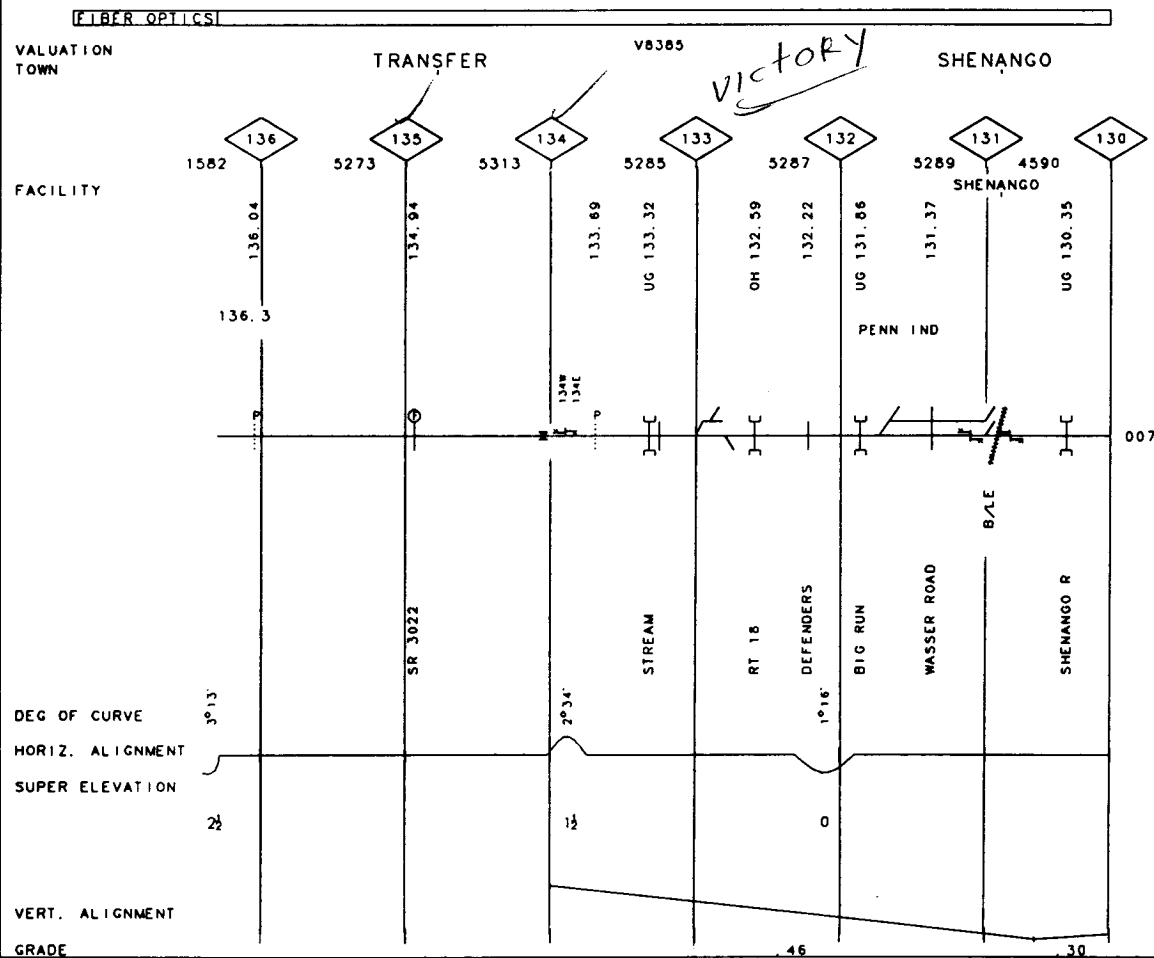 FIBER OPTICS
VALUATION V8385
TOWN TRANSFER VICTORY SHENANGO
136 135 134 133 132 131 130
1582 5273 5313 5285 5287 5289 4590
FACILITY SHENANGO
136.04 134.94 133.69 UG 133.32 OH 132.59 132.22 UG 131.86 131.37 UG 130.35
136.3
PENN IND
134W
134E
P P P
007
B/LE
SR 3022 STREAM RT 18 DEFENDERS BIG RUN WASSER ROAD SHENANGO R
DEG OF CURVE 3°13' 2°34' 1°16'
HORIZ. ALIGNMENT
SUPER ELEVATION
2½ 1½ 0
VERT. ALIGNMENT
GRADE .46 .30